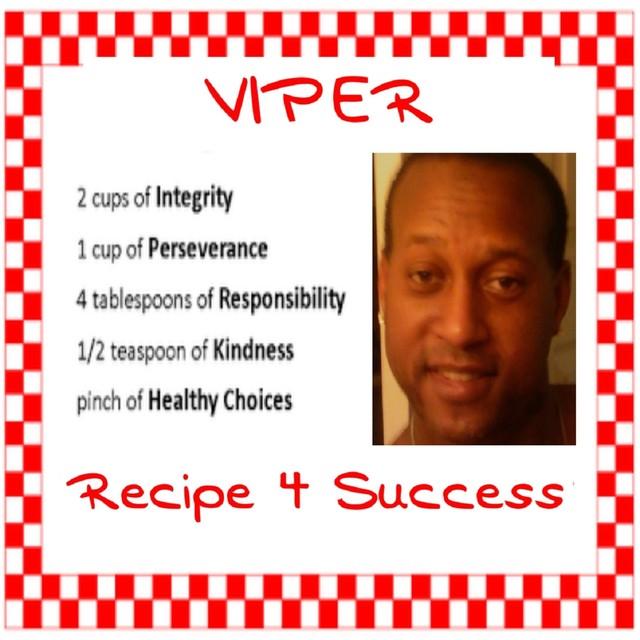 VIPER
2 cups of Integrity
1 cup of Perseverance
4 tablespoons of Responsibility
1/2 teaspoon of Kindness
pinch of Healthy Choices
Recipe 4 Success